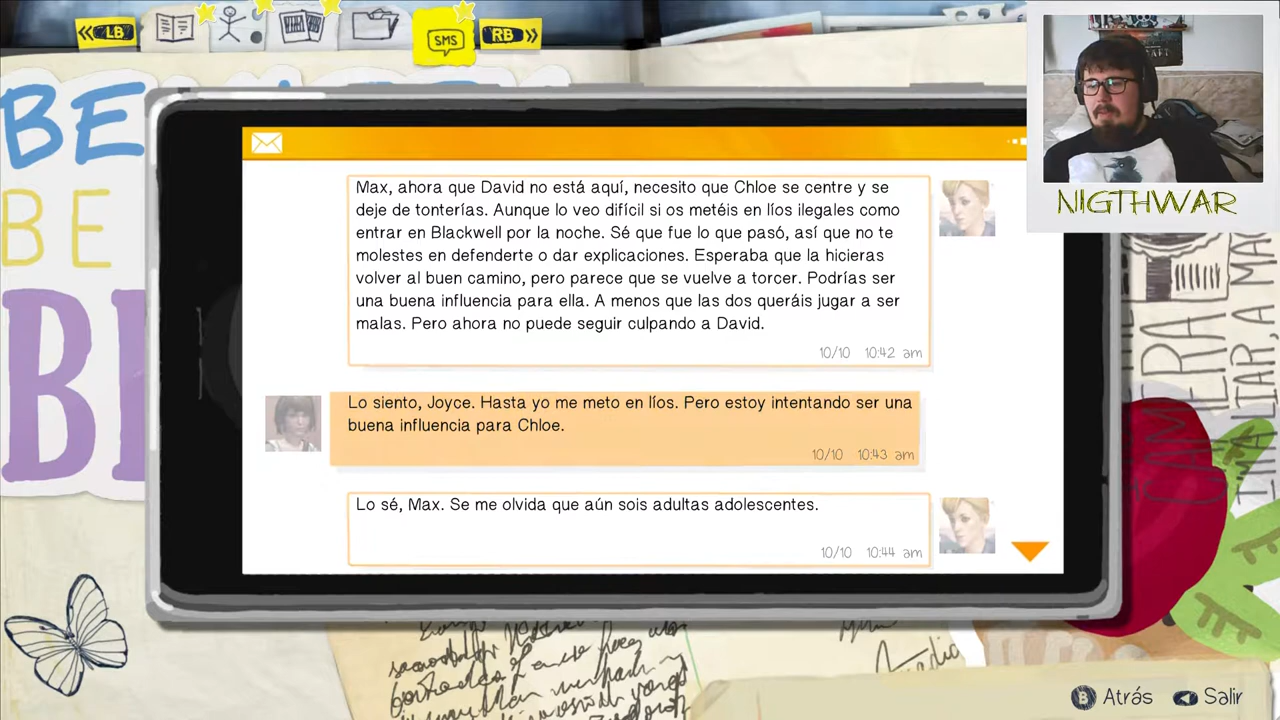 LB
SMS
RB
BE
BE
NIGTHWAR
Max, ahora que David no está aquí, necesito que Chloe se centre y se
deje de tonterías. Aunque lo veo difícil si os metéis en líos ilegales como
entrar en Blackwell por la noche. Sé que fue lo que pasó, así que no te
molestes en defenderte o dar explicaciones. Esperaba que la hicieras
volver al buen camino, pero parece que se vuelve a torcer. Podrías ser
una buena influencia para ella. A menos que las dos queráis jugar a ser
malas. Pero ahora no puede seguir culpando a David.
10/10 10:42 am
Lo siento, Joyce. Hasta yo me meto en líos. Pero estoy intentando ser una
buena influencia para Chloe.
10/10 10:43 am
Lo sé, Max. Se me olvida que aún sois adultas adolescentes.
10/10 10:44 am
B Atrás Salir